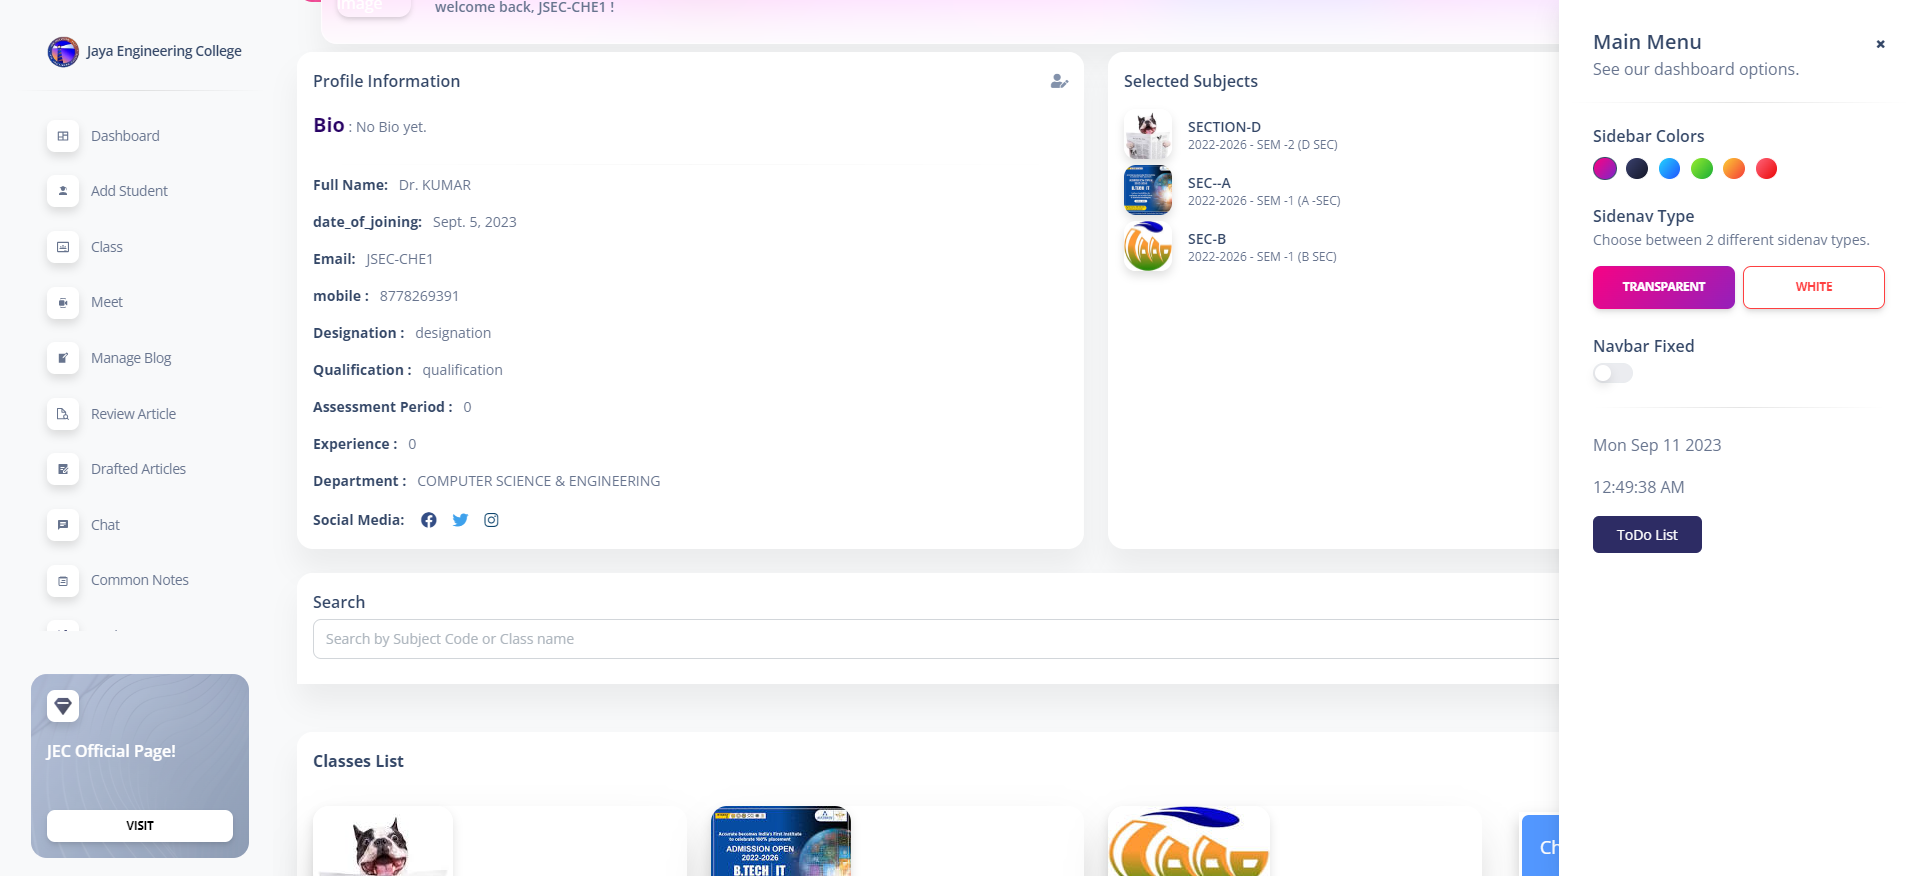 Jaya Engineering College
Dashboard
Add Student
Class
Meet
Manage Blog
Review Article
Drafted Articles
Chat
Common Notes
JEC Official Page!
VISIT
image
welcome back, JSEC-CHE1 !
Profile Information
Bio : No Bio yet.
Full Name: Dr. KUMAR
date_of_joining: Sept. 5, 2023
Email: JSEC-CHE1
mobile : 8778269391
Designation : designation
Qualification : qualification
Assessment Period : 0
Experience : 0
Department : COMPUTER SCIENCE & ENGINEERING
Social Media:
Selected Subjects
SECTION-D
2022-2026 - SEM -2 (D SEC)
SEC--A
2022-2026 - SEM -1 (A -SEC)
SEC-B
2022-2026 - SEM -1 (B SEC)
Search
Search by Subject Code or Class name
Classes List
ADMISSION OPEN
2022-2026
B.TECH IT
Ch
Main Menu
See our dashboard options.
Sidebar Colors
Sidenav Type
Choose between 2 different sidenav types.
TRANSPARENT
WHITE
Navbar Fixed
Mon Sep 11 2023
12:49:38 AM
ToDo List